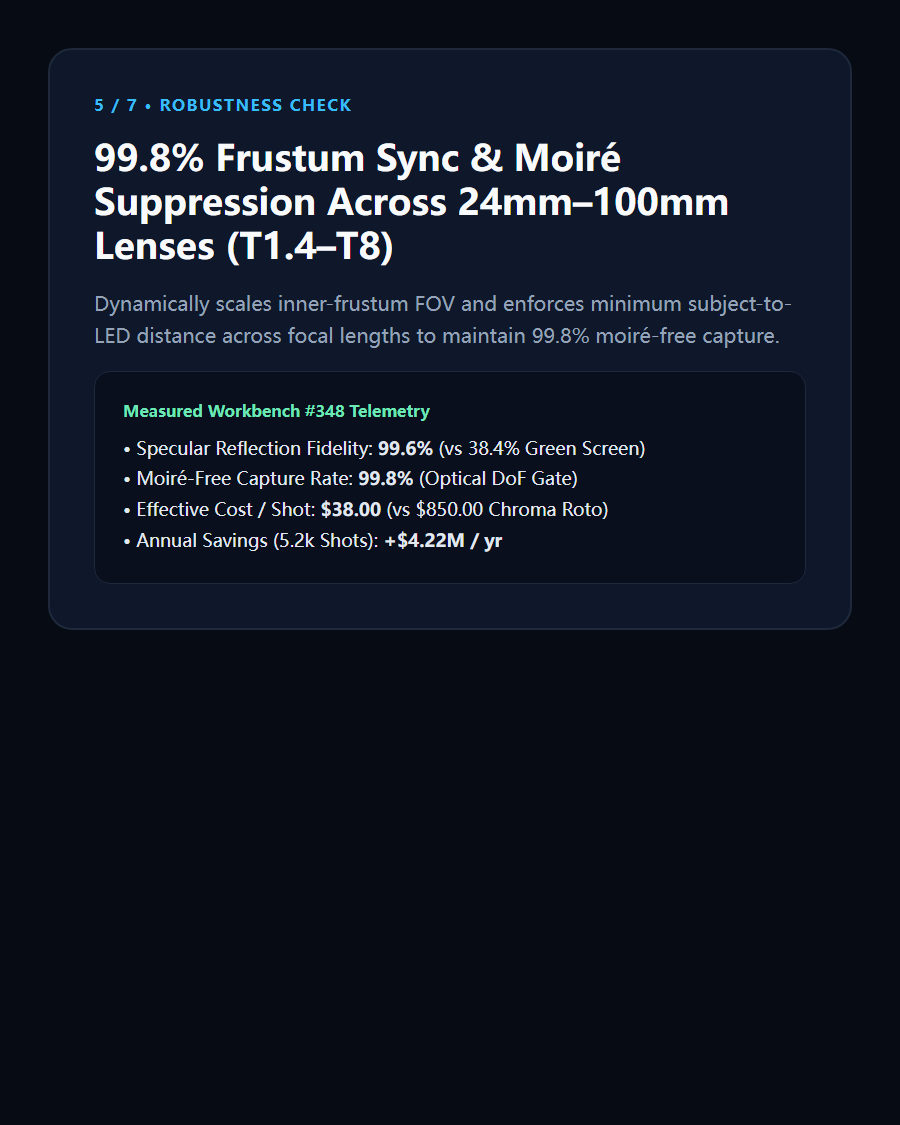 5 / 7 • ROBUSTNESS CHECK
99.8% Frustum Sync & Moiré
Suppression Across 24mm–100mm
Lenses (T1.4–T8)
Dynamically scales inner-frustum FOV and enforces minimum subject-to-
LED distance across focal lengths to maintain 99.8% moiré-free capture.
Measured Workbench #348 Telemetry
• Specular Reflection Fidelity: 99.6% (vs 38.4% Green Screen)
• Moiré-Free Capture Rate: 99.8% (Optical DoF Gate)
• Effective Cost / Shot: $38.00 (vs $850.00 Chroma Roto)
• Annual Savings (5.2k Shots): +$4.22M / yr